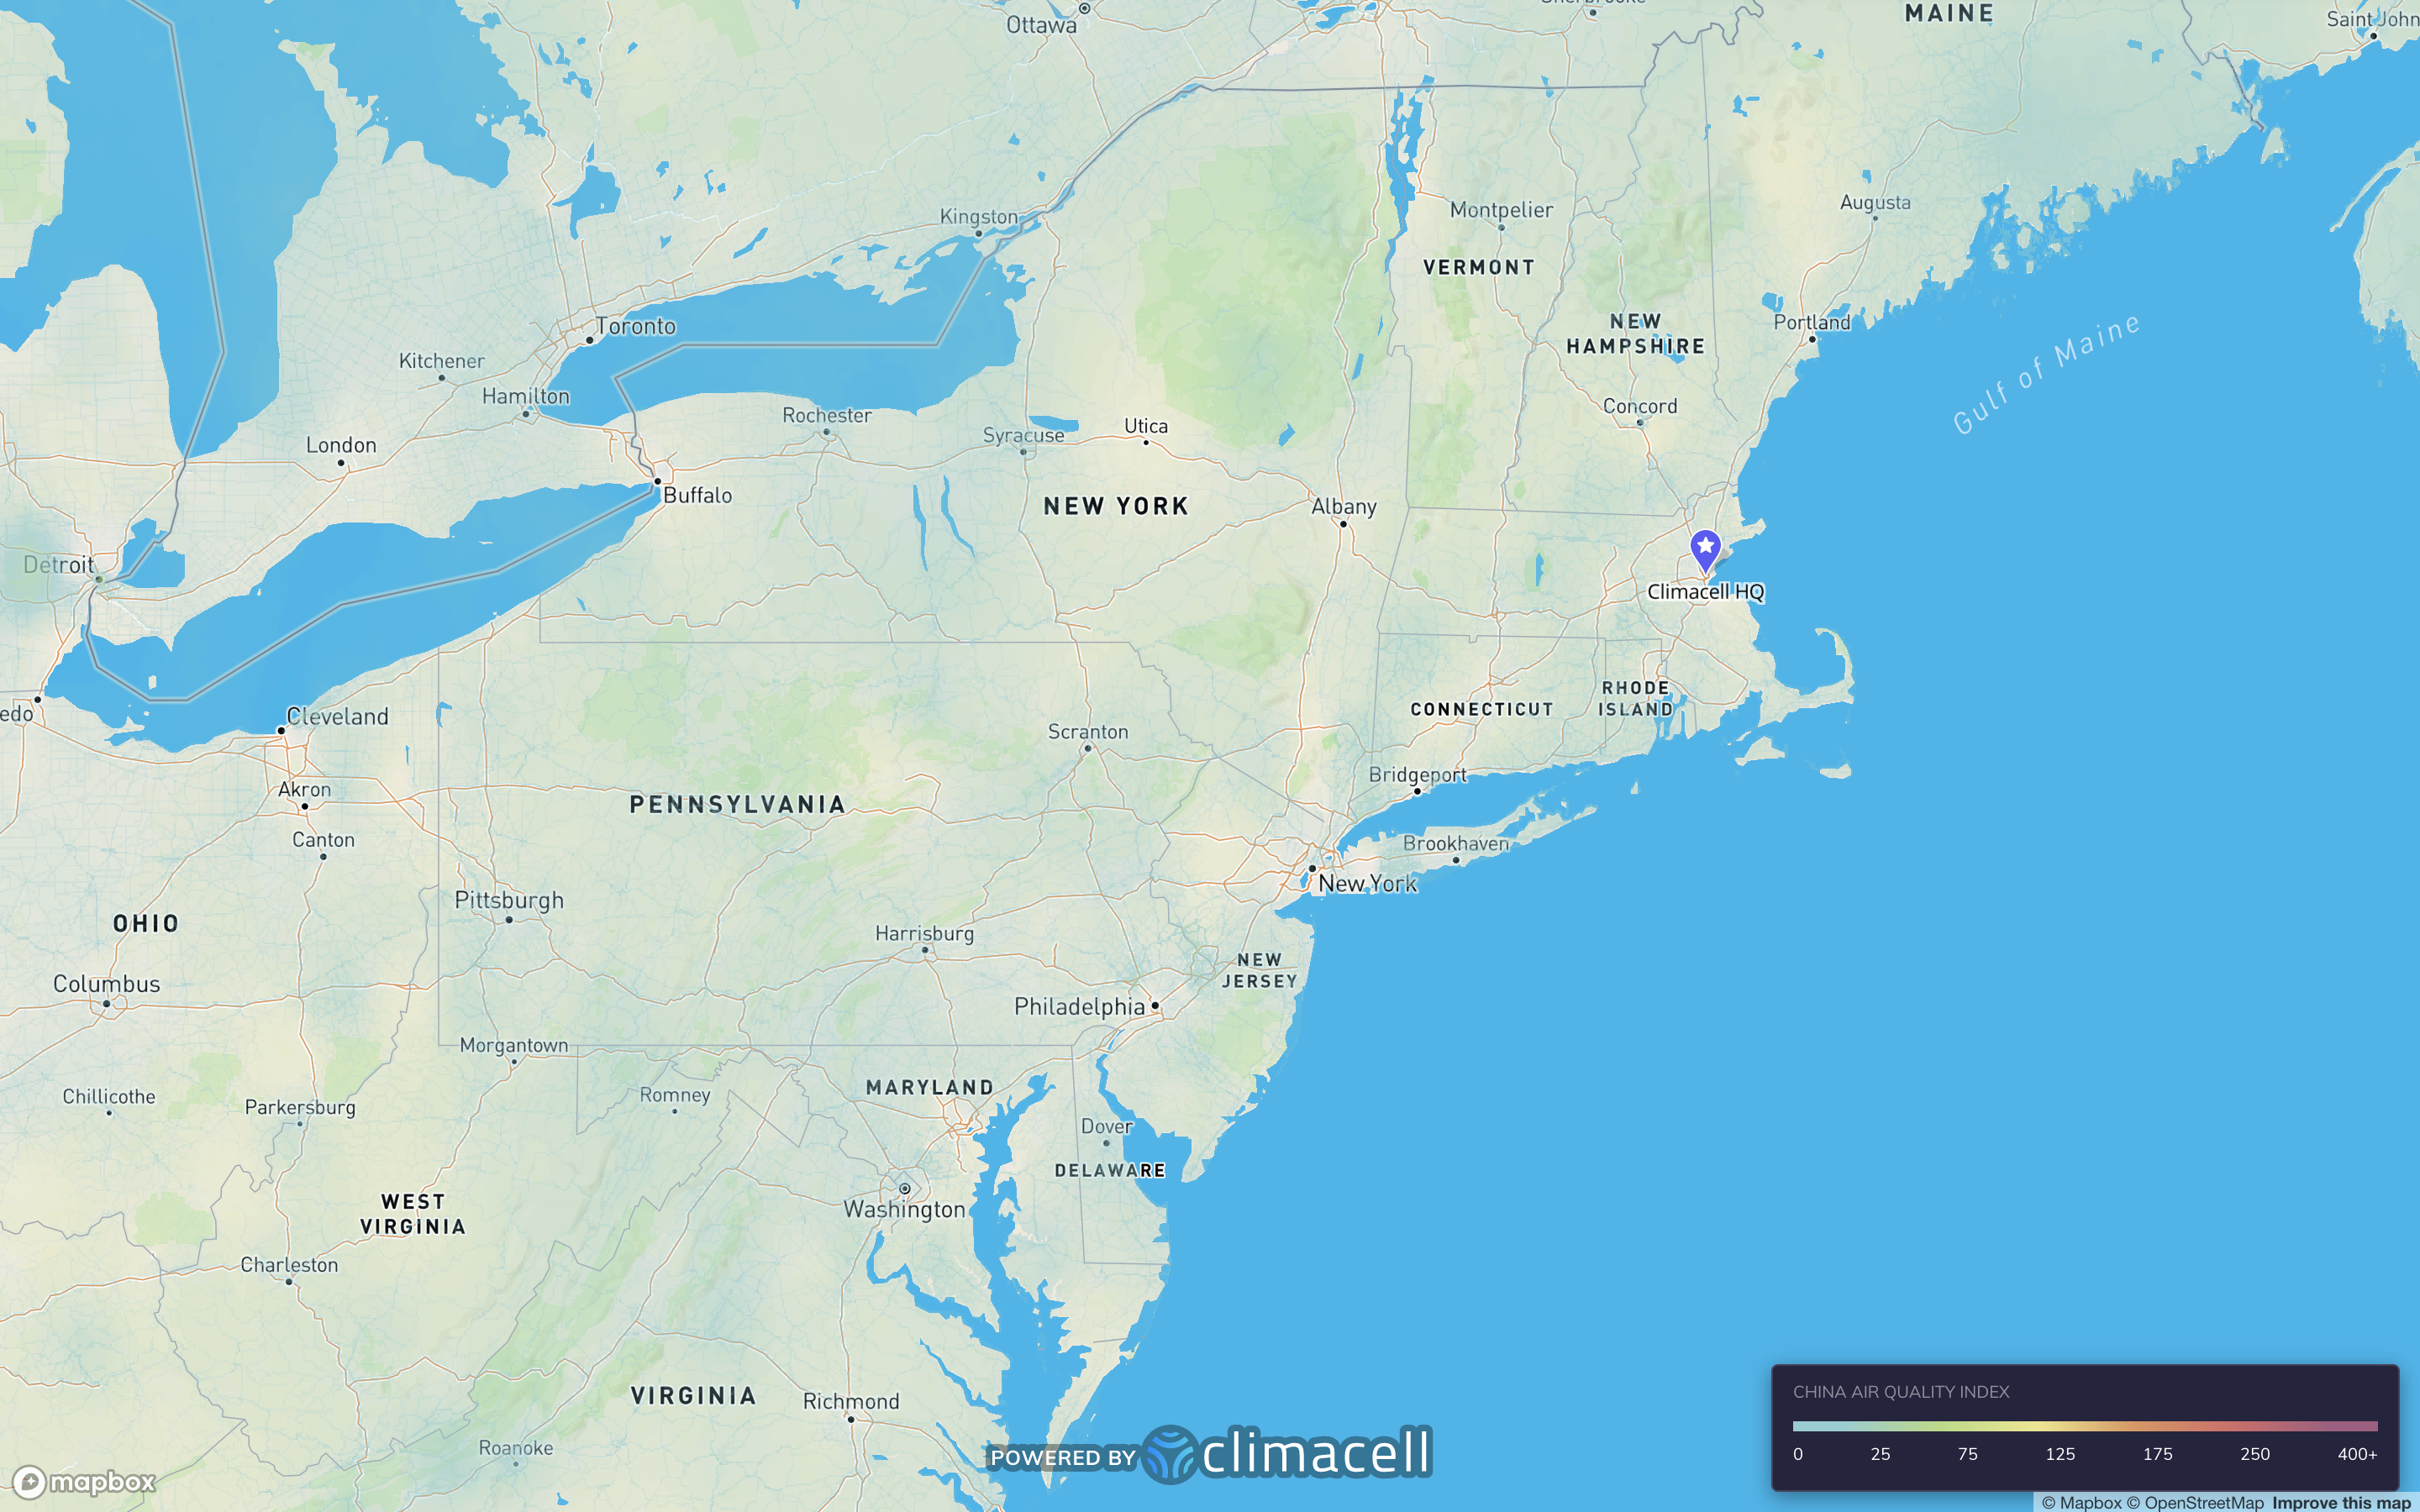 Ottawa
MAINE
Saint John
Kingston
Montpelier
Augusta
VERMONT
Toronto
NEW
HAMPSHIRE
Portland
Gulf of Maine
Kitchener
Hamilton
Rochester
Syracuse
Utica
Concord
London
Buffalo
NEW YORK
Albany
Detroit
Climacell HQ
edo
Cleveland
Scranton
CONNECTICUT
RHODE
ISLAND
Akron
PENNSYLVANIA
Bridgeport
Canton
Brookhaven
New York
Pittsburgh
OHIO
Harrisburg
Columbus
NEW
JERSEY
Philadelphia
Morgantown
Chillicothe
Parkersburg
Romney
MARYLAND
Dover
DELAWARE
WEST
VIRGINIA
Washington
Charleston
VIRGINIA
Richmond
Roanoke
POWERED BY climacell
mapbox
CHINA AIR QUALITY INDEX
0 25 75 125 175 250 400+
© Mapbox © OpenStreetMap Improve this map